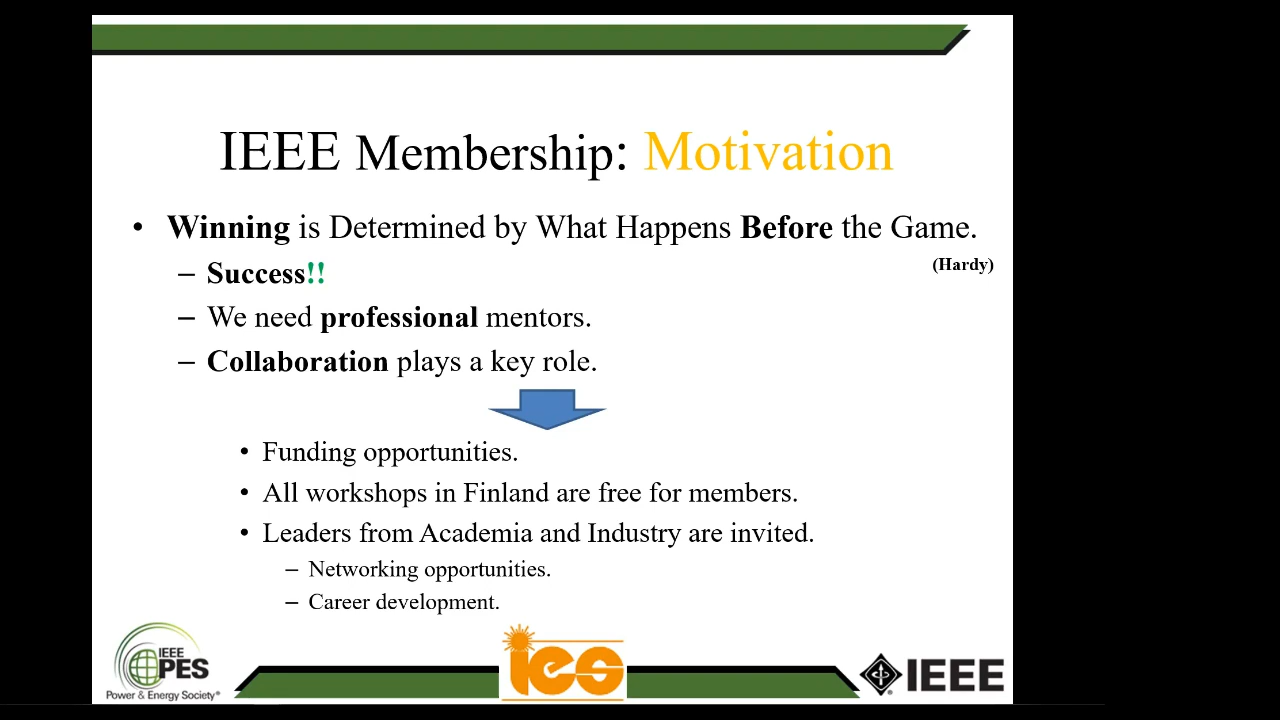 IEEE Membership: Motivation
• Winning is Determined by What Happens Before the Game.
(Hardy)
– Success!!
– We need professional mentors.
– Collaboration plays a key role.
• Funding opportunities.
• All workshops in Finland are free for members.
• Leaders from Academia and Industry are invited.
– Networking opportunities.
– Career development.
IEEE
PES
Power & Energy Society®
ies
IEEE